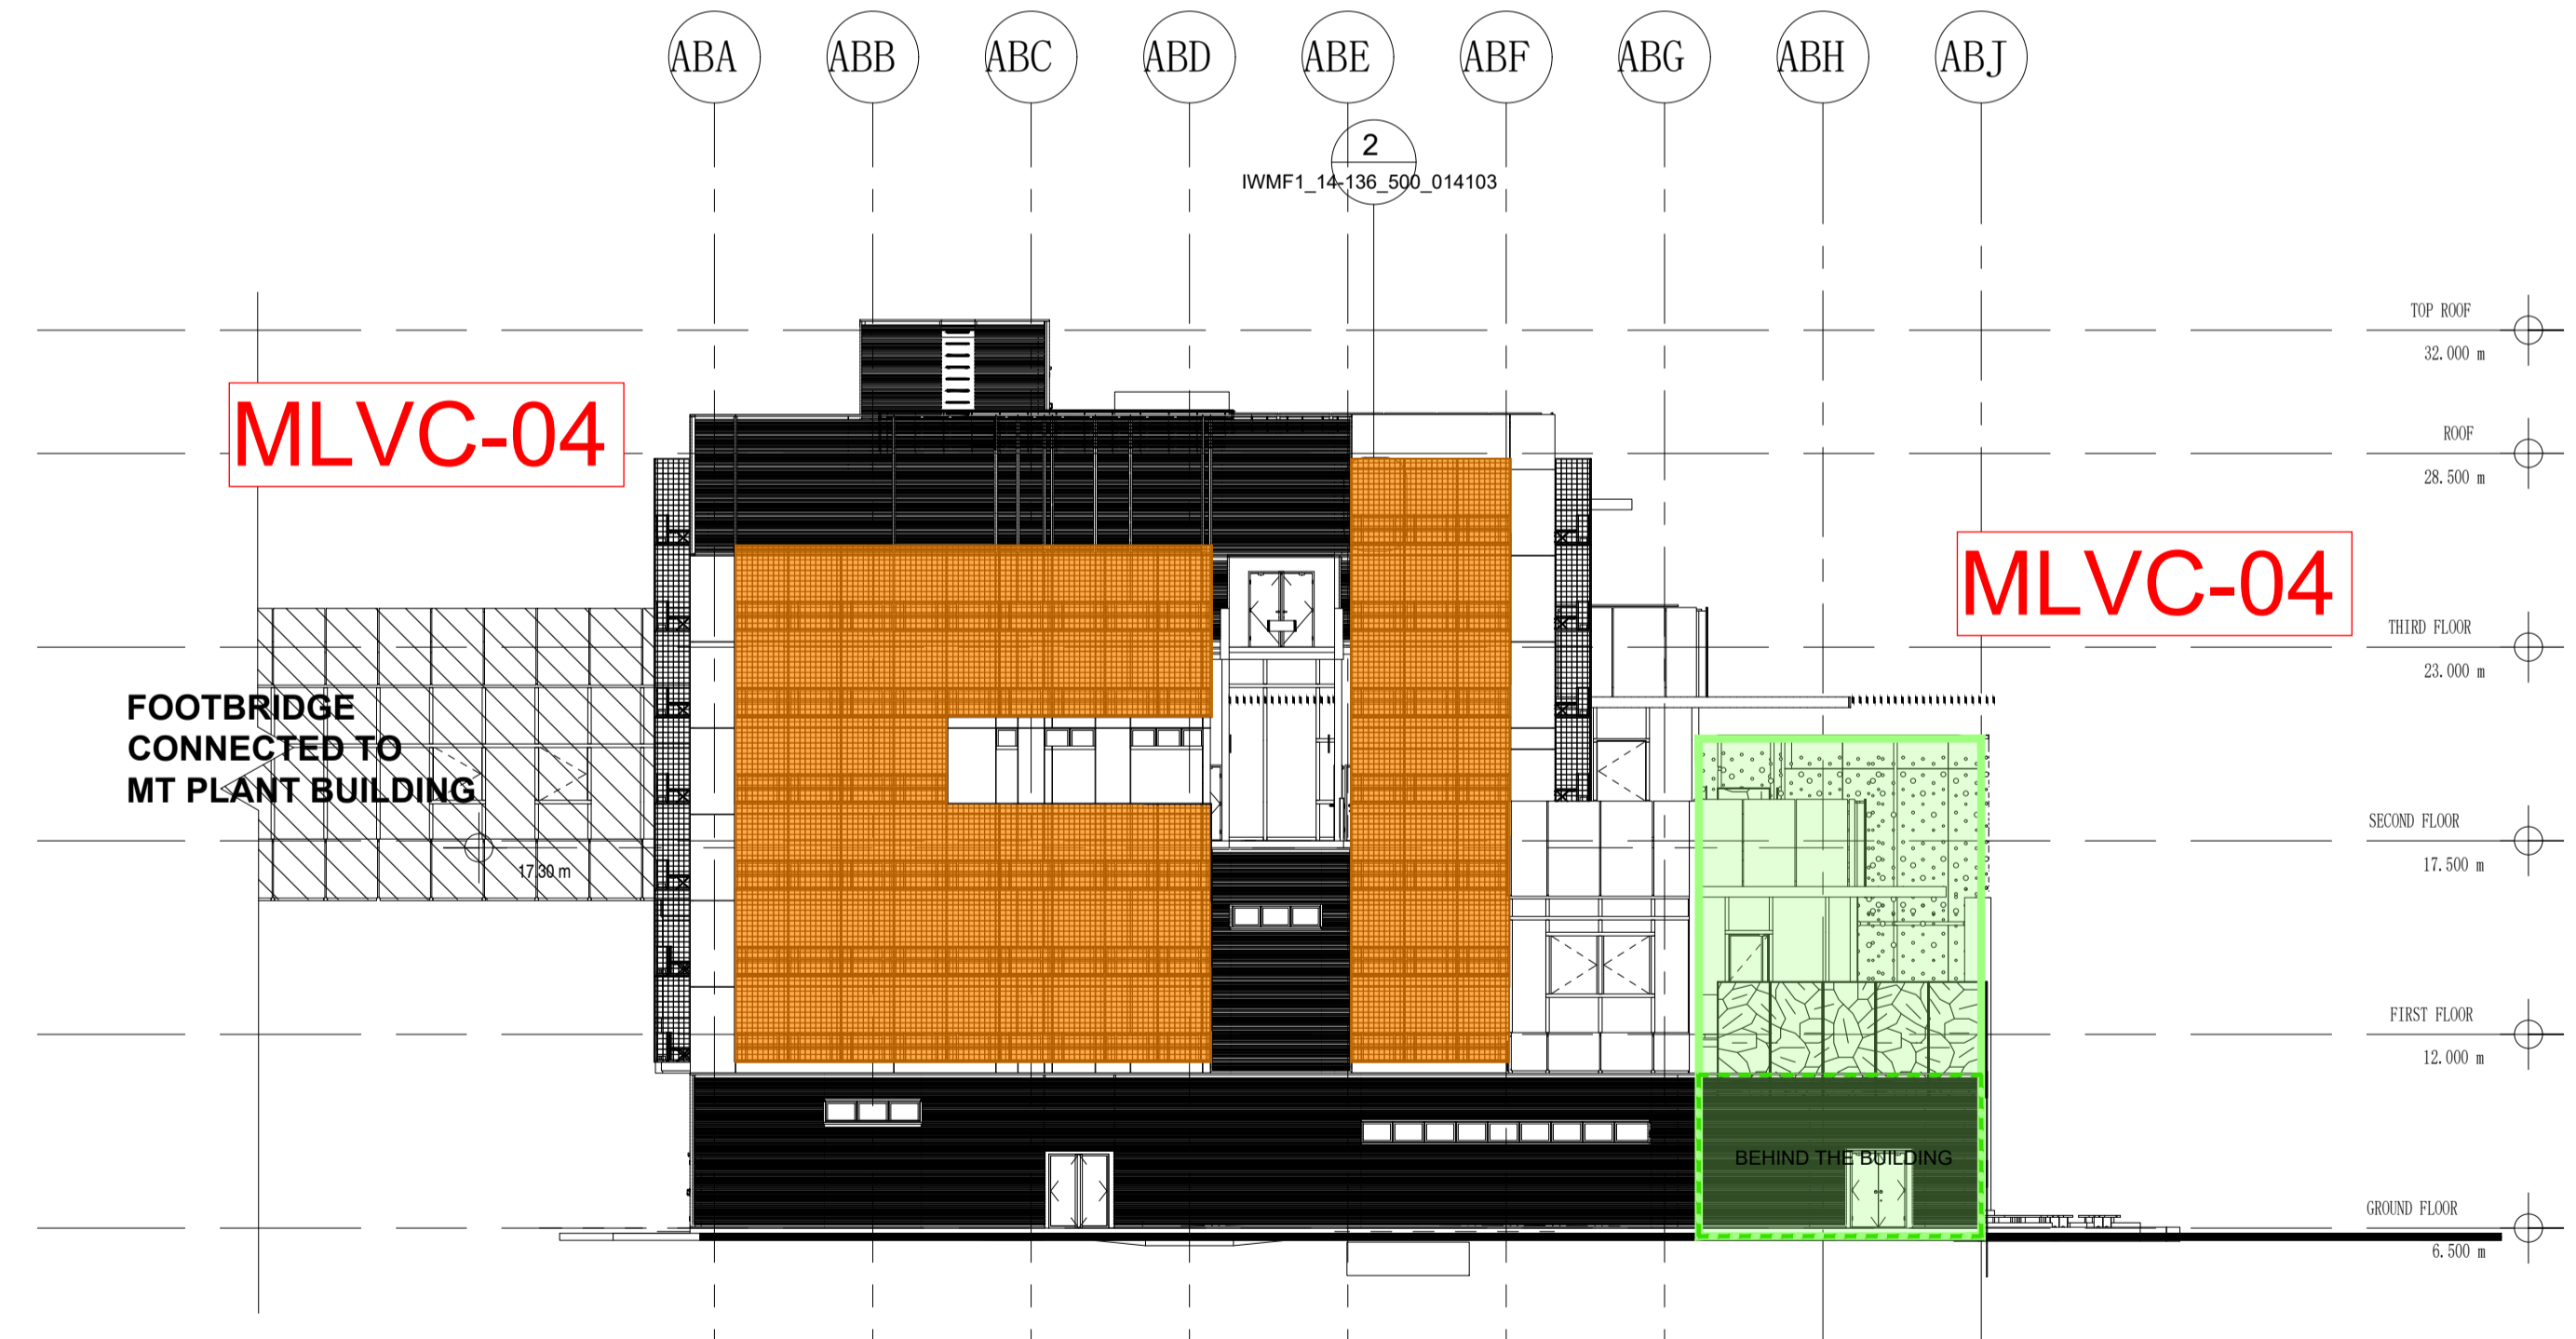 ABA ABB ABC ABD ABE ABF ABG ABH ABJ
2
IWMF1_14-136_500_014103
TOP ROOF
32.000 m
MLVC-04
ROOF
28.500 m
MLVC-04
THIRD FLOOR
23.000 m
FOOTBRIDGE
CONNECTED TO
MT PLANT BUILDING
SECOND FLOOR
17.500 m
17.30 m
FIRST FLOOR
12.000 m
BEHIND THE BUILDING
GROUND FLOOR
6.500 m